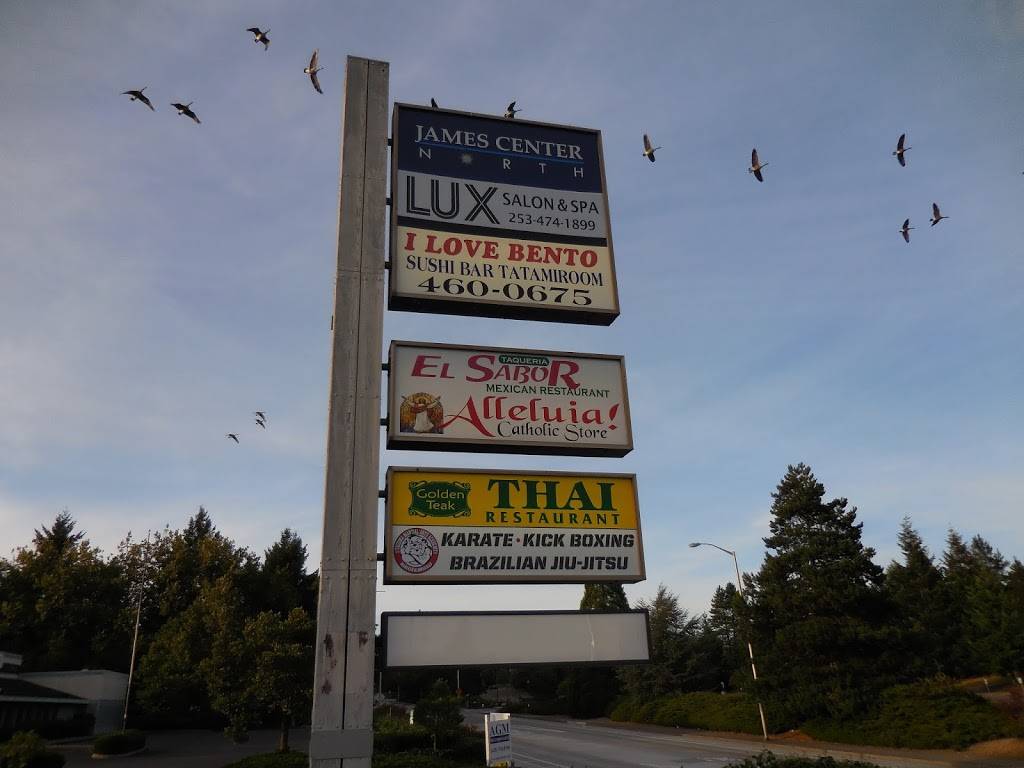 JAMES CENTER
NORTH
LUX SALON & SPA
253-474-1899
I LOVE BENTO
SUSHI BAR TATAMIROOM
460-0675
TAQUERIA
EL SABOR
MEXICAN RESTAURANT
Alleluia!
Catholic Store
Golden Teak
THAI
RESTAURANT
KARATE • KICK BOXING
BRAZILIAN JIU-JITSU
AGM